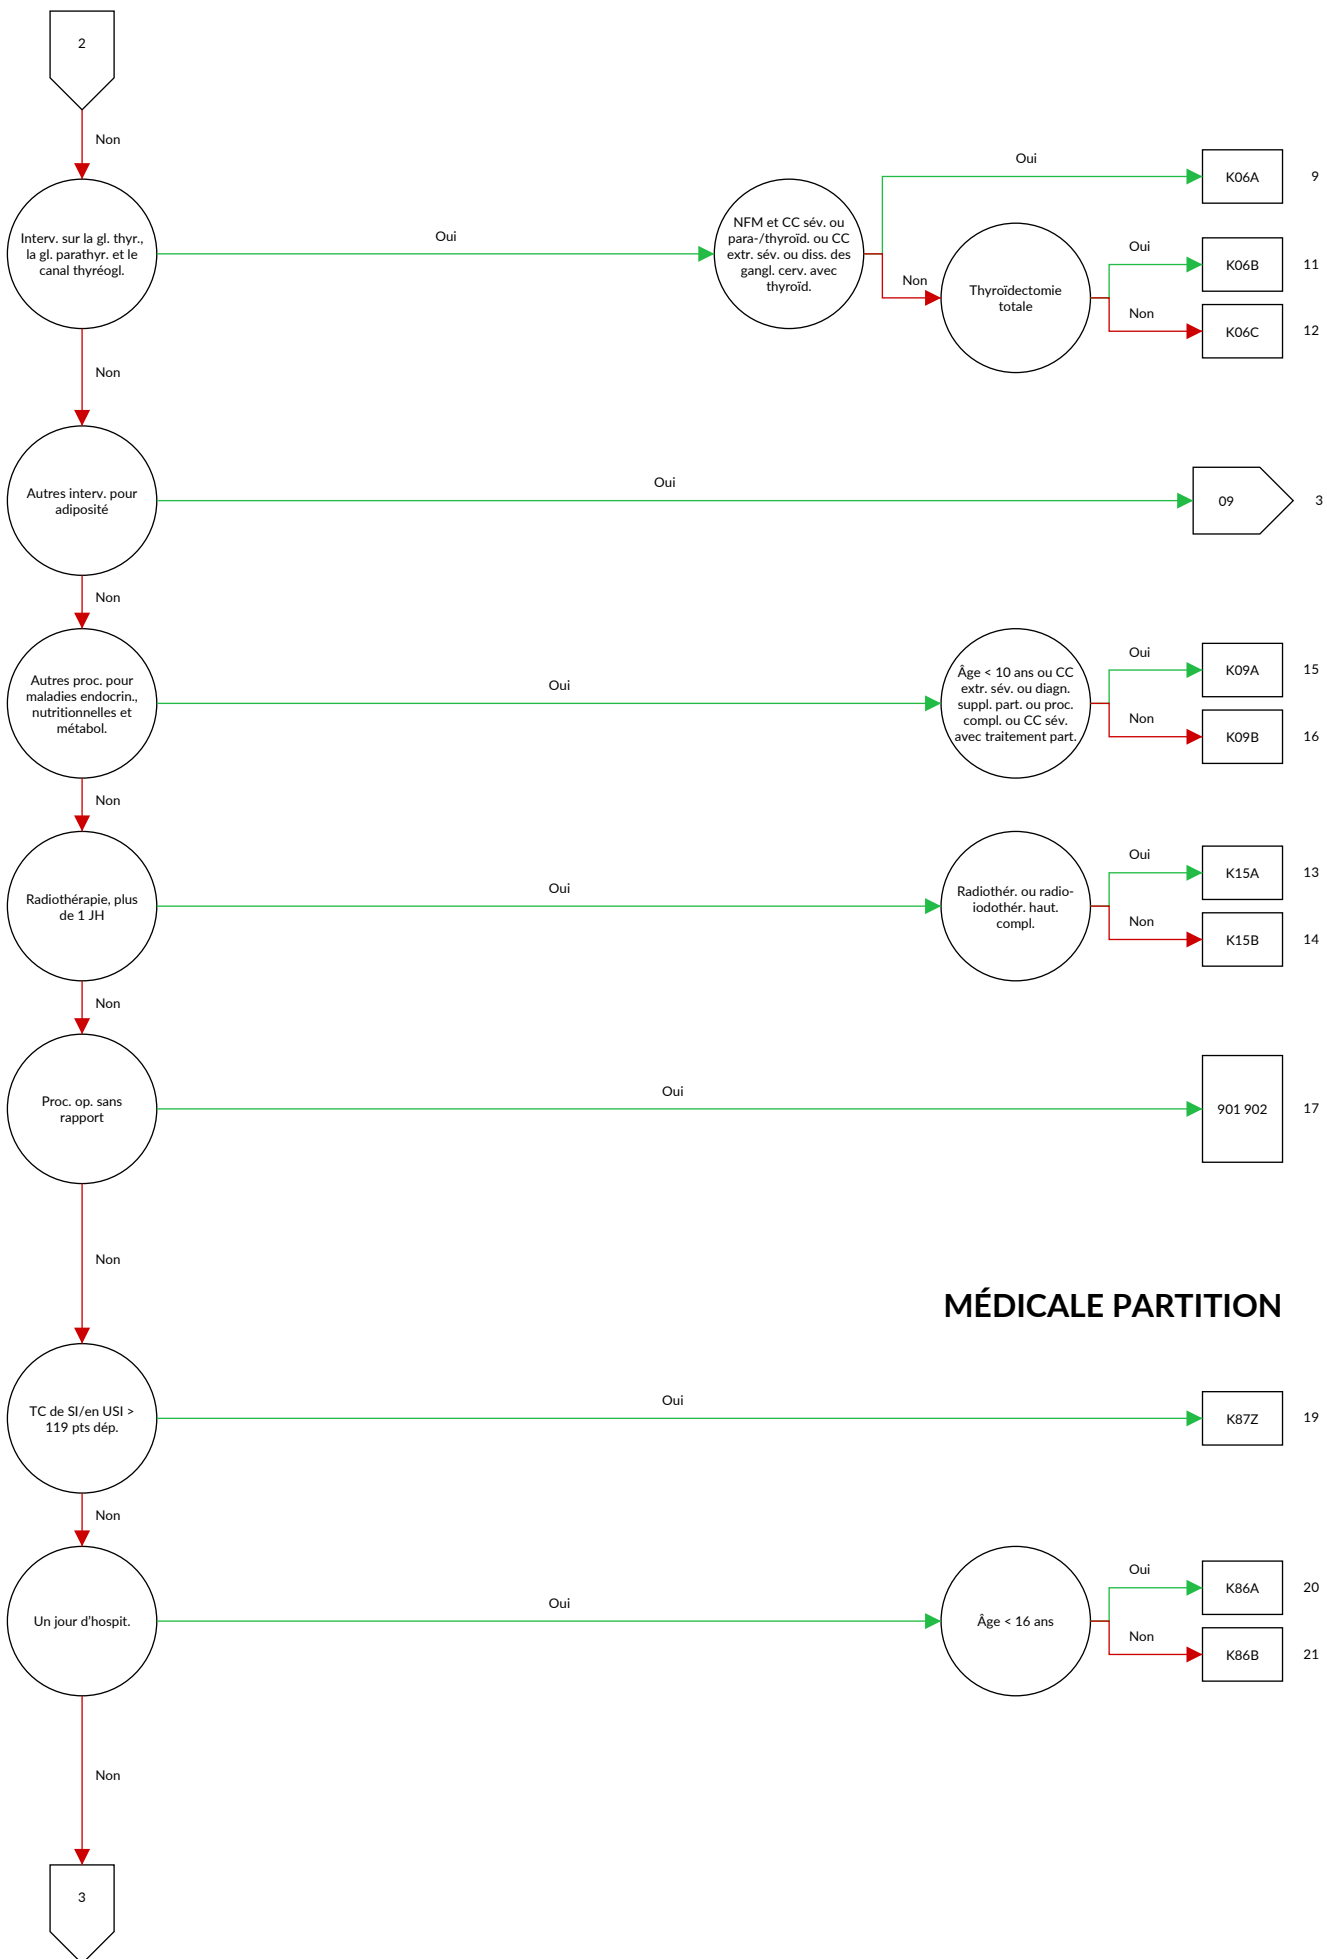 2
Non
Oui
K06A
9
Interv. sur la gl. thyr.,
la gl. parathyr. et le
canal thyréogl.
Oui
NFM et CC sév. ou
para-/thyroïd. ou CC
extr. sév. ou diss. des
gangl. cerv. avec
thyroïd.
Non
Thyroïdectomie
totale
Oui
K06B
11
Non
K06C
12
Non
Autres interv. pour
adiposité
Oui
09
3
Non
Autres proc. pour
maladies endocrin.,
nutritionnelles et
métabol.
Oui
Âge < 10 ans ou CC
extr. sév. ou diagn.
suppl. part. ou proc.
compl. ou CC sév.
avec traitement part.
Oui
K09A
15
Non
K09B
16
Non
Radiothérapie, plus
de 1 JH
Oui
Radiothér. ou radio-
iodothér. haut.
compl.
Oui
K15A
13
Non
K15B
14
Non
Proc. op. sans
rapport
Oui
901 902
17
Non
MÉDICALE PARTITION
TC de SI/en USI >
119 pts dép.
Oui
K87Z
19
Non
Un jour d'hospit.
Oui
Âge < 16 ans
Oui
K86A
20
Non
K86B
21
Non
3